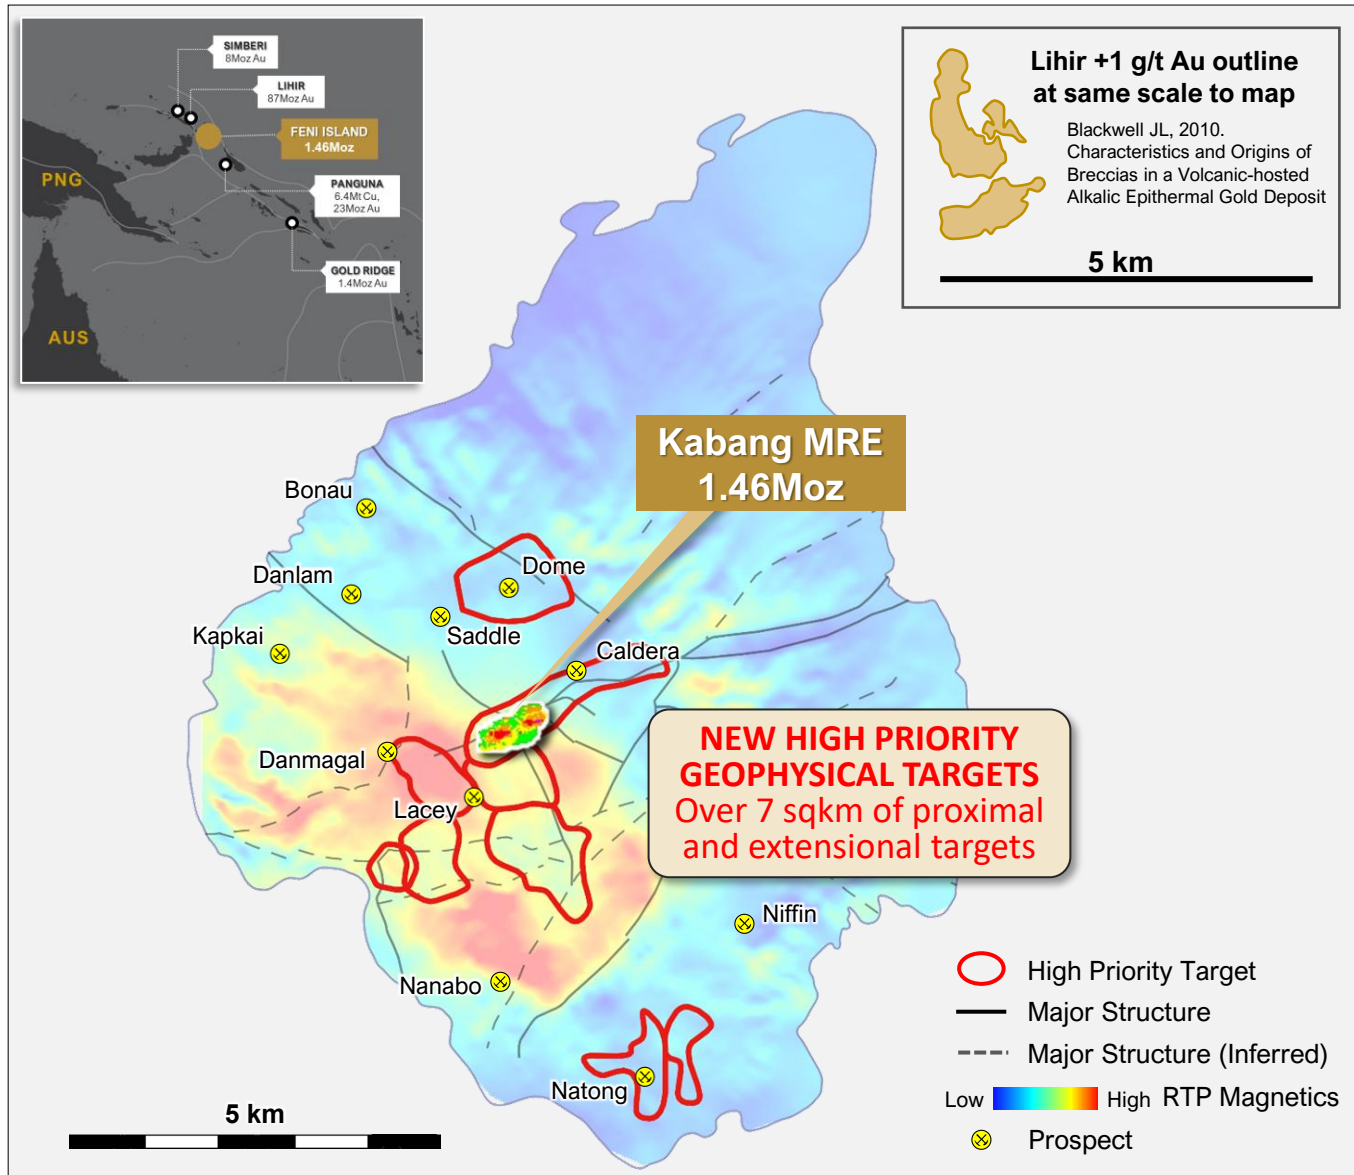 SIMBERI
8Moz Au
LIHIR
87Moz Au
FENI ISLAND
1.46Moz
PNG
PANGUNA
6.4Mt Cu,
23Moz Au
GOLD RIDGE
1.4Moz Au
AUS
Lihir +1 g/t Au outline
at same scale to map
Blackwell JL, 2010.
Characteristics and Origins of
Breccias in a Volcanic-hosted
Alkalic Epithermal Gold Deposit
5 km
Kabang MRE
1.46Moz
Bonau
Danlam
Dome
Saddle
Kapkai
Caldera
Danmagal
Lacey
NEW HIGH PRIORITY
GEOPHYSICAL TARGETS
Over 7 sqkm of proximal
and extensional targets
Niffin
Nanabo
Natong
5 km
High Priority Target
Major Structure
Major Structure (Inferred)
Low High RTP Magnetics
Prospect